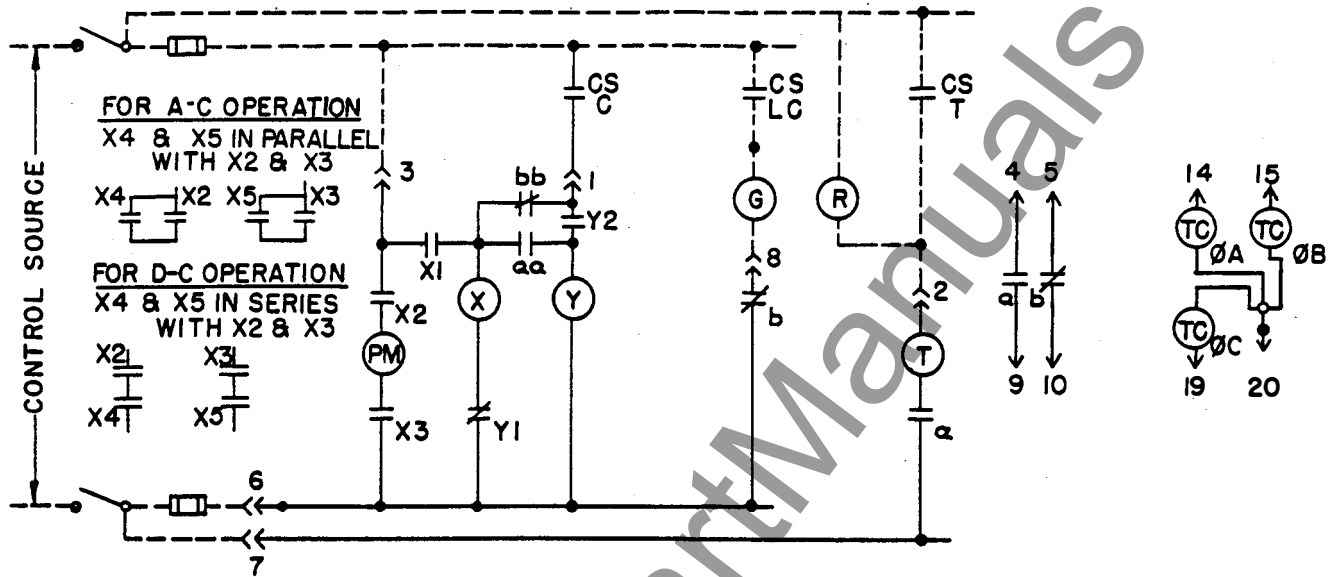 CONTROL SOURCE
FOR A-C OPERATION
X4 & X5 IN PARALLEL
WITH X2 & X3
X4
X2
X5
X3
FOR D-C OPERATION
X4 & X5 IN SERIES
WITH X2 & X3
X2
X3
X4
X5
3
X1
X2
PM
X3
bb
aa
X
Y1
CS
C
1
Y2
Y
CS
LC
G
8
b
R
CS
T
2
T
a
6
7
4
5
a
b
9
10
14
15
TC
TC
ØA
ØB
TC
ØC
19
20
rtManuals